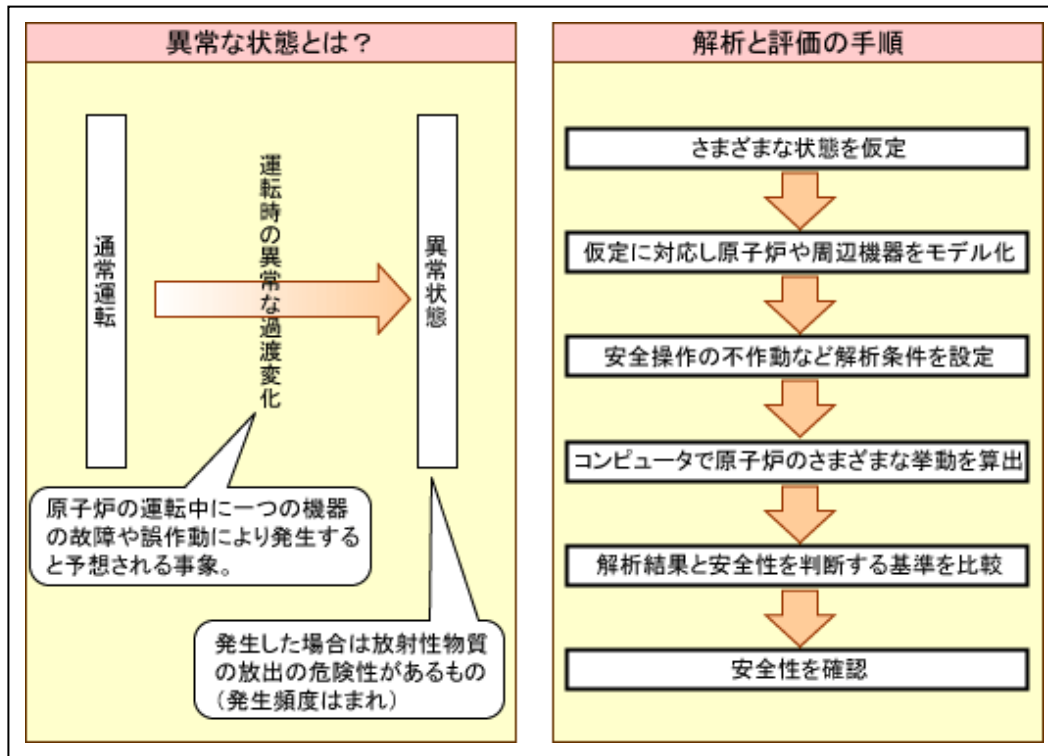 異常な状態とは？
通常運転
運転時の異常な過渡変化
異常状態
原子炉の運転中に一つの機器
の故障や誤作動により発生する
と予想される事象。
発生した場合は放射性物質
の放出の危険性があるもの
（発生頻度はまれ）
解析と評価の手順
さまざまな状態を仮定
仮定に対応し原子炉や周辺機器をモデル化
安全操作の不作動など解析条件を設定
コンピュータで原子炉のさまざまな挙動を算出
解析結果と安全性を判断する基準を比較
安全性を確認